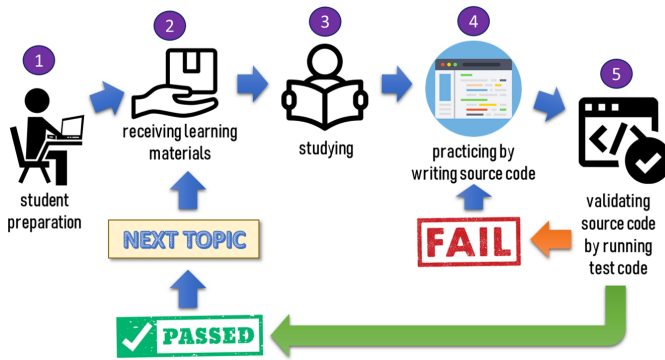 1
student
preparation
2
receiving learning
materials
3
studying
4
practicing by
writing source code
5
</>
validating
source code
by running
test code
FAIL
NEXT TOPIC
PASSED